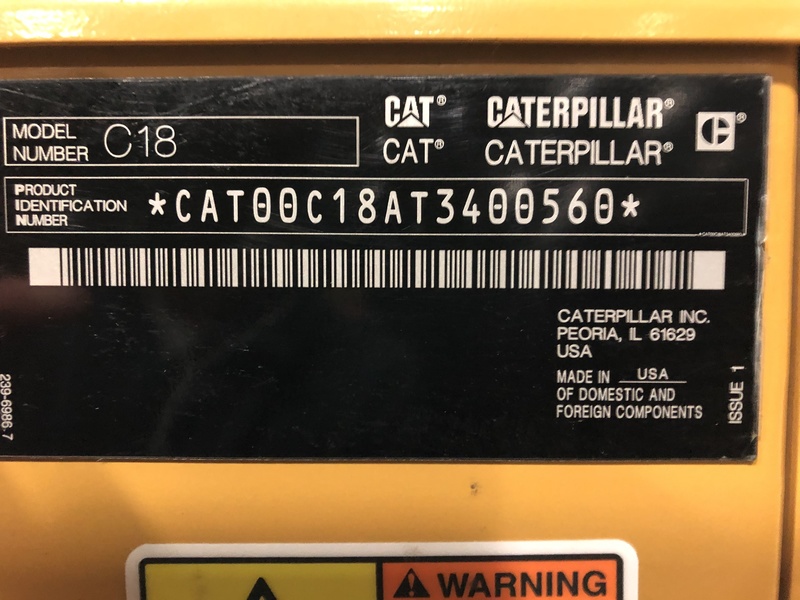 MODEL
NUMBER C18
CAT® CATERPILLAR®
CAT® CATERPILLAR®
PRODUCT
IDENTIFICATION
NUMBER
*CAT00C18AT3400560*
CATERPILLAR INC.
PEORIA, IL 61629
USA
MADE IN USA
OF DOMESTIC AND
FOREIGN COMPONENTS
ISSUE 1
239-6986 7
WARNING